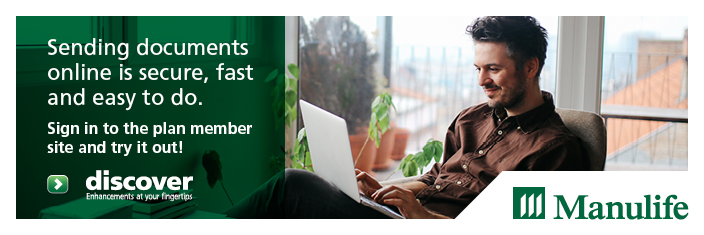 Sending documents
online is secure, fast
and easy to do.
Sign in to the plan member
site and try it out!
discover
Enhancements at your fingertips
Manulife